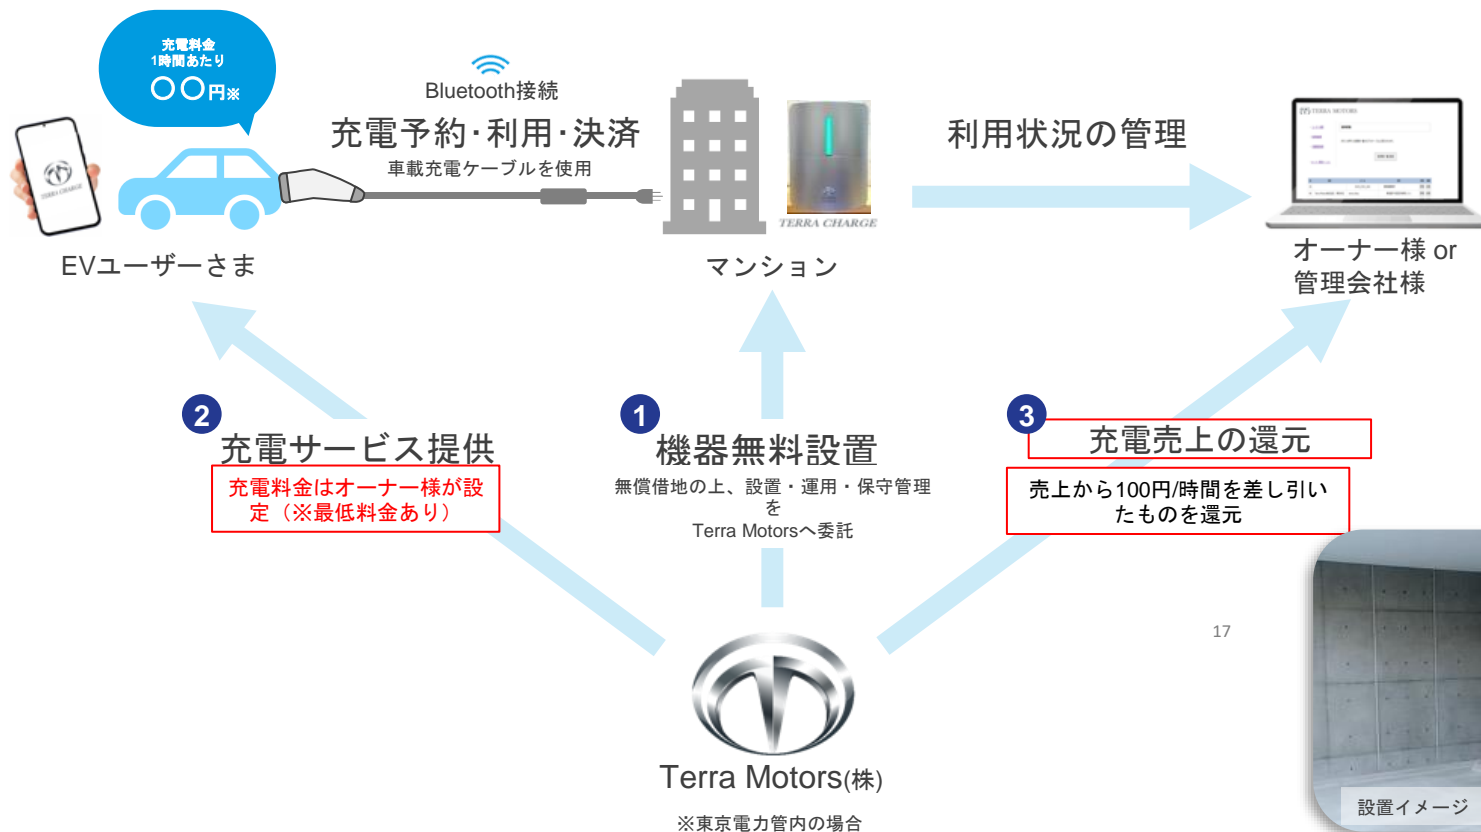 充電料金
1時間あたり
〇〇円※
Bluetooth接続
充電予約・利用・決済
車載充電ケーブルを使用
TERRA CHARGE
EVユーザーさま
TERRA CHARGE
マンション
利用状況の管理
TERRA MOTORS
オーナー様 or
管理会社様
2
充電サービス提供
充電料金はオーナー様が設
定（※最低料金あり）
1
機器無料設置
無償借地の上、設置・運用・保守管理
を
Terra Motorsへ委託
3
充電売上の還元
売上から100円/時間を差し引い
たものを還元
17
Terra Motors(株)
※東京電力管内の場合
設置イメージ